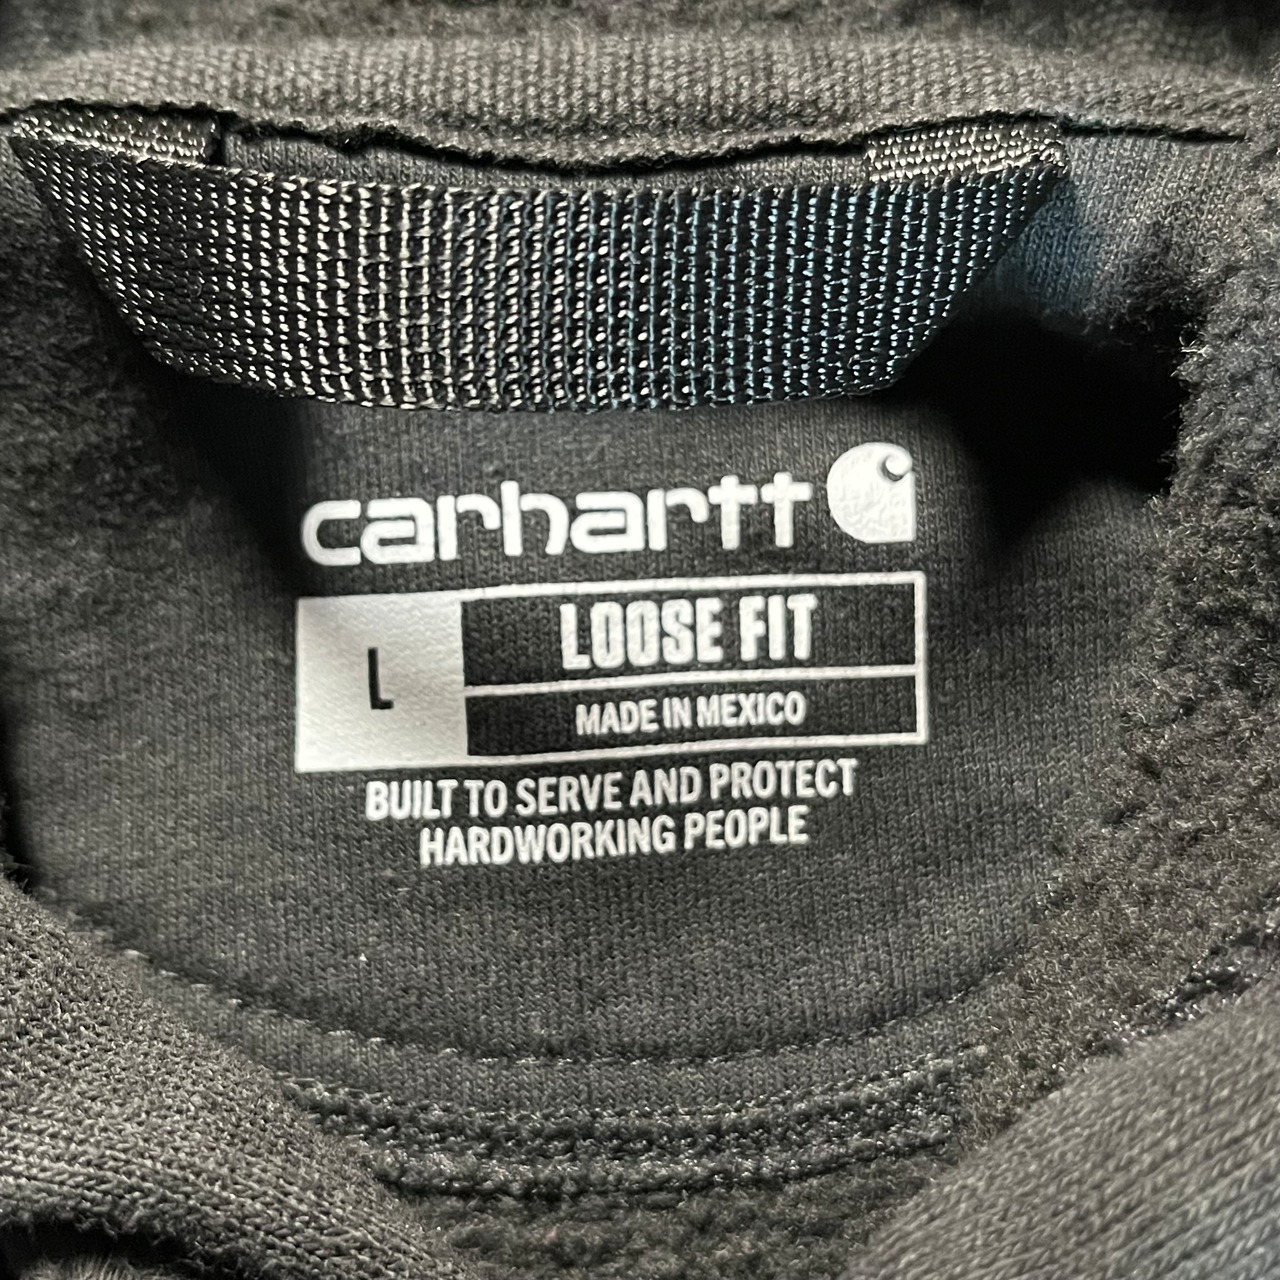 carhartt
L
LOOSE FIT
MADE IN MEXICO
BUILT TO SERVE AND PROTECT
HARDWORKING PEOPLE